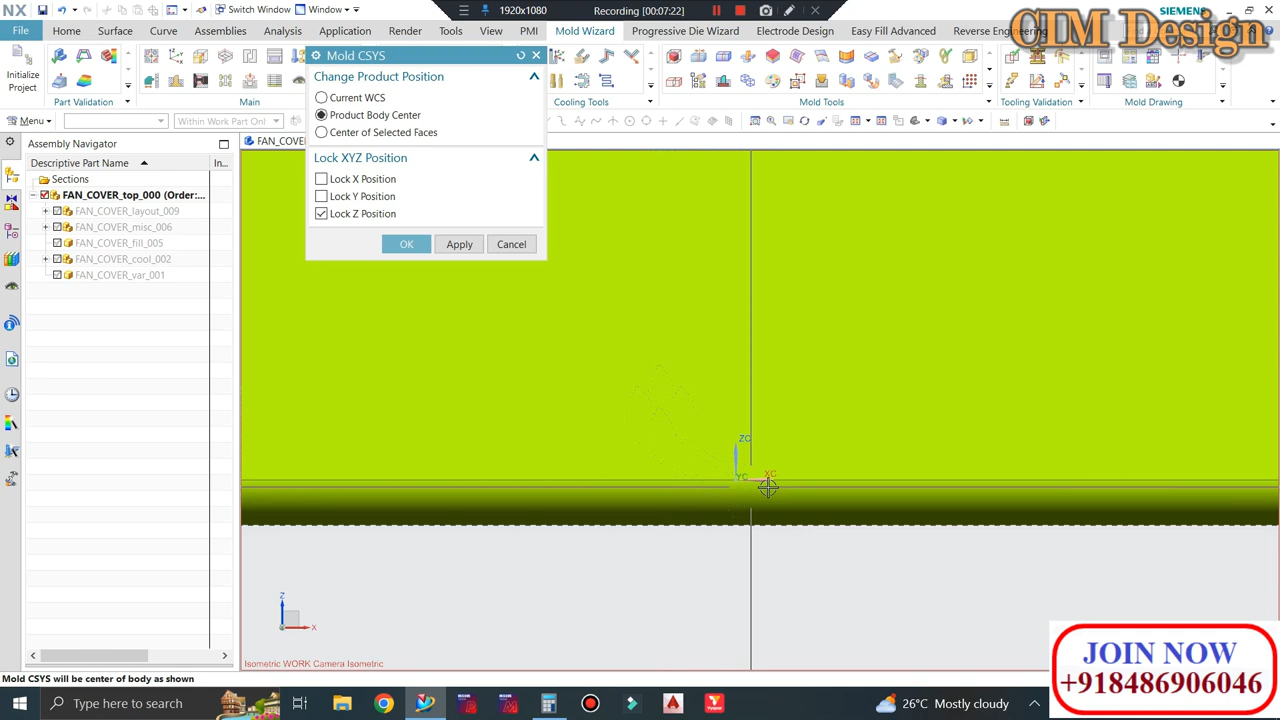 NX
Switch Window
Window
1920x1080
Recording [00:07:22]
SIEMENS
CTM Design
File
Home
Surface
Curve
Assemblies
Analysis
Application
Render
Tools
View
PMI
Mold Wizard
Progressive Die Wizard
Electrode Design
Easy Fill Advanced
Reverse Engineering
Initialize
Project
Part Validation
Main
Cooling Tools
Mold Tools
Tooling Validation
Mold Drawing
Menu
Within Work Part Only
Mold CSYS
Change Product Position
Current WCS
Product Body Center
Center of Selected Faces
Lock XYZ Position
Lock X Position
Lock Y Position
Lock Z Position
OK
Apply
Cancel
Assembly Navigator
Descriptive Part Name
In...
Sections
FAN_COVER_top_000 (Order:...
FAN_COVER_layout_009
FAN_COVER_misc_006
FAN_COVER_fill_005
FAN_COVER_cool_002
FAN_COVER_var_001
FAN_COVER
ZC
YC
XC
Z
X
Isometric WORK Camera Isometric
Mold CSYS will be center of body as shown
JOIN NOW
+918486906046
Type here to search
26°C Mostly cloudy